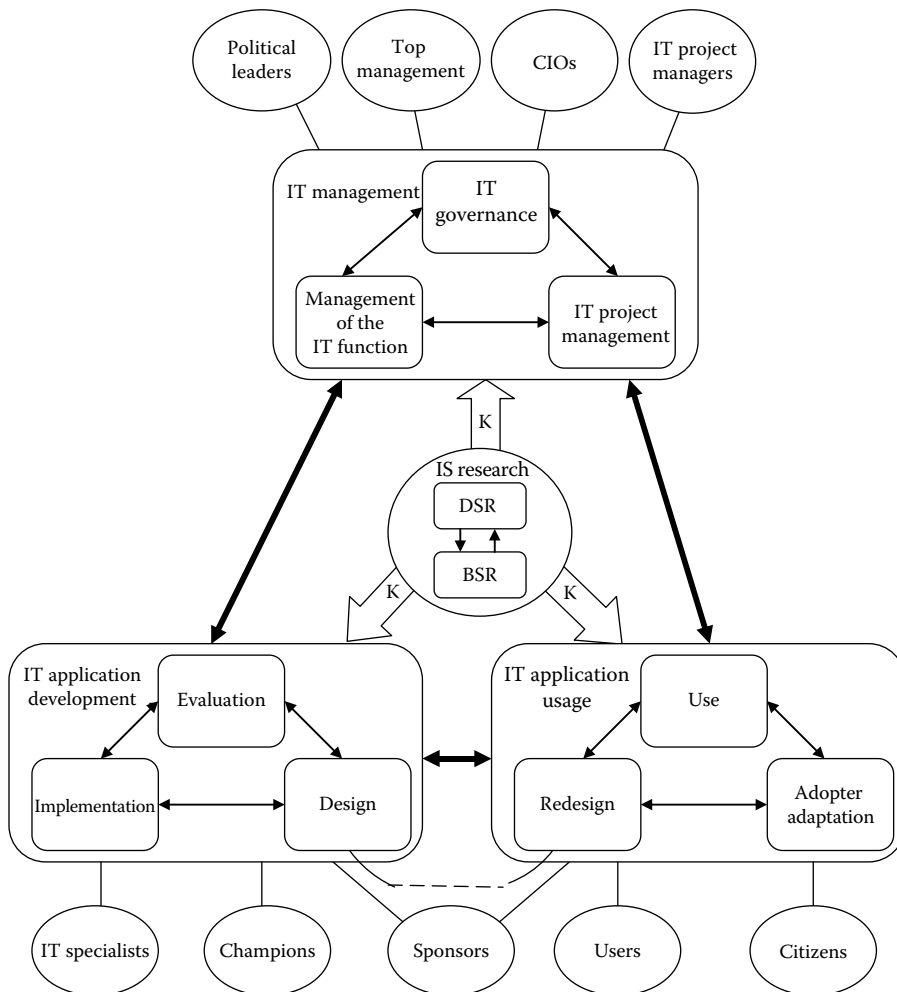 Political
leaders
Top
management
CIOs
IT project
managers
IT management
IT
governance
Management
of the
IT function
IT project
management
K
IS research
DSR
BSR
K
K
IT application
development
Evaluation
Implementation
Design
IT application
usage
Use
Redesign
Adopter
adaptation
IT specialists
Champions
Sponsors
Users
Citizens